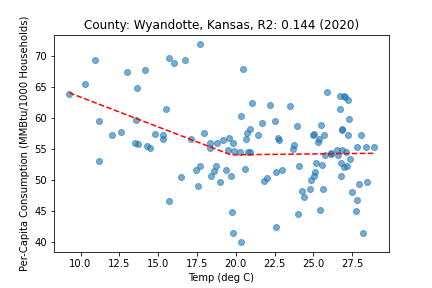 County: Wyandotte, Kansas, R2: 0.144 (2020)
Per-Capita Consumption (MMBtu/1000 Households)
70
65
60
55
50
45
40
10.0 12.5 15.0 17.5 20.0 22.5 25.0 27.5
Temp (deg C)